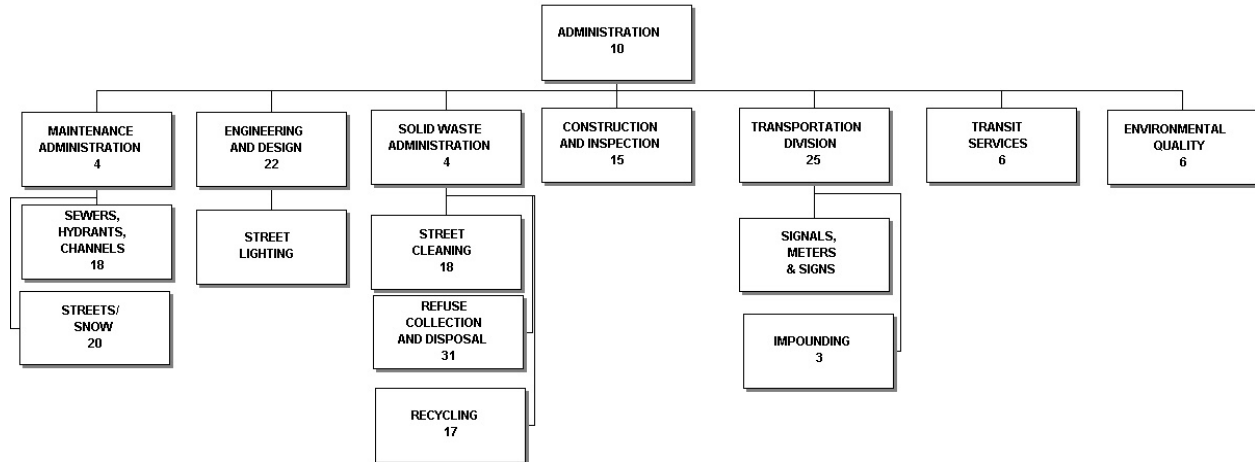 ADMINISTRATION
10
MAINTENANCE
ADMINISTRATION
4
ENGINEERING
AND DESIGN
22
SOLID WASTE
ADMINISTRATION
4
CONSTRUCTION
AND INSPECTION
15
TRANSPORTATION
DIVISION
25
TRANSIT
SERVICES
6
ENVIRONMENTAL
QUALITY
6
SEWERS,
HYDRANTS,
CHANNELS
18
STREET
LIGHTING
STREET
CLEANING
18
SIGNALS,
METERS
& SIGNS
STREETS/
SNOW
20
REFUSE
COLLECTION
AND DISPOSAL
31
IMPOUNDING
3
RECYCLING
17